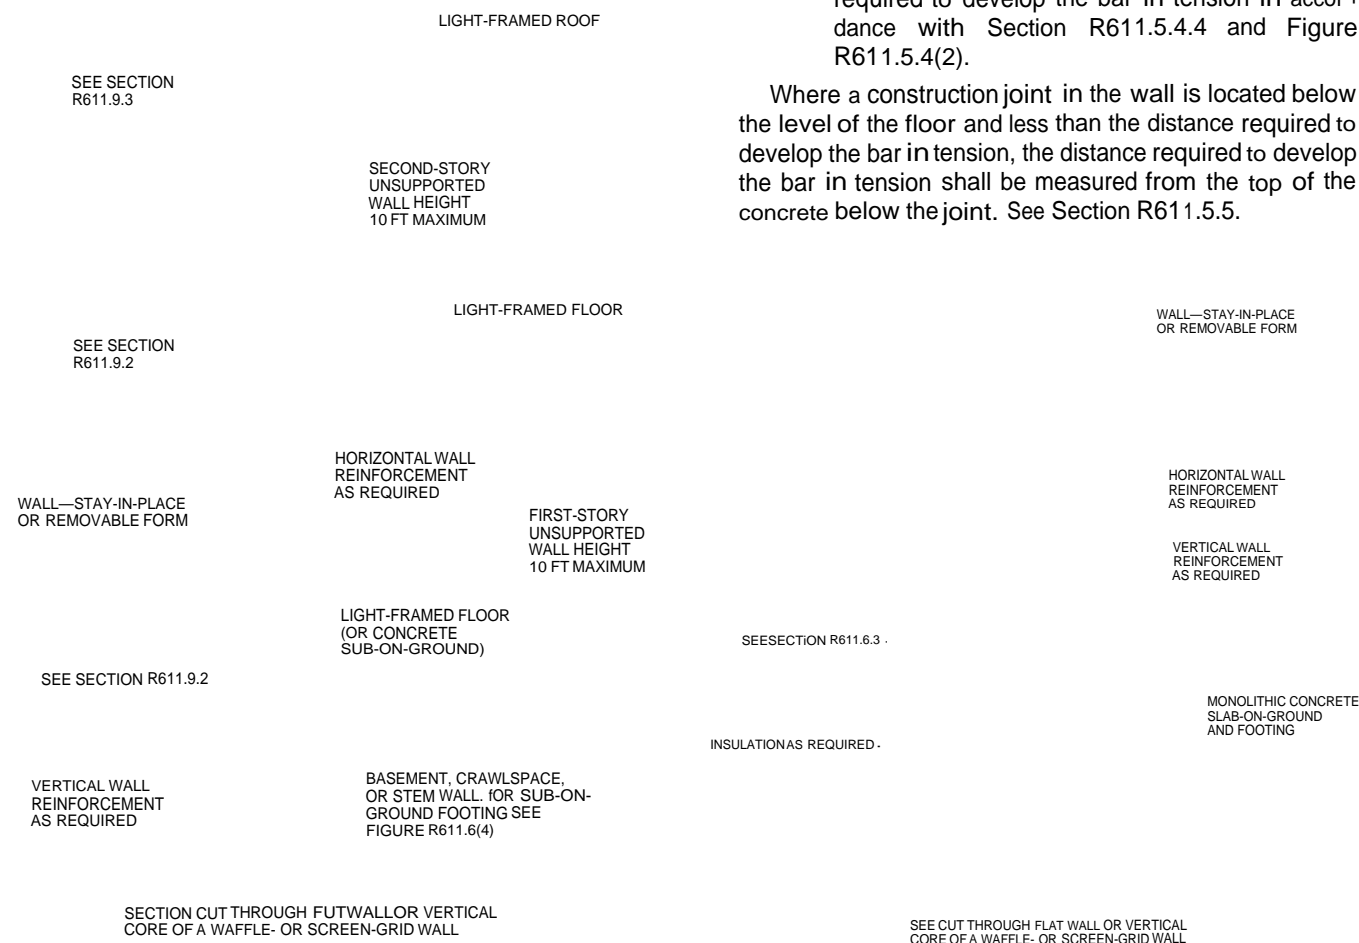 LIGHT-FRAMED ROOF
SEE SECTION
R611.9.3
SECOND-STORY
UNSUPPORTED
WALL HEIGHT
10 FT MAXIMUM
LIGHT-FRAMED FLOOR
SEE SECTION
R611.9.2
HORIZONTAL WALL
REINFORCEMENT
AS REQUIRED
WALL—STAY-IN-PLACE
OR REMOVABLE FORM
FIRST-STORY
UNSUPPORTED
WALL HEIGHT
10 FT MAXIMUM
LIGHT-FRAMED FLOOR
(OR CONCRETE
SUB-ON-GROUND)
SEE SECTION R611.9.2
VERTICAL WALL
REINFORCEMENT
AS REQUIRED
BASEMENT, CRAWLSPACE,
OR STEM WALL. fOR SUB-ON-
GROUND FOOTING SEE
FIGURE R611.6(4)
SECTION CUT THROUGH FUTWALLOR VERTICAL
CORE OF A WAFFLE- OR SCREEN-GRID WALL
required to develop the bar in tension in accor-
dance with Section R611.5.4.4 and Figure
R611.5.4(2).
Where a construction joint in the wall is located below
the level of the floor and less than the distance required to
develop the bar in tension, the distance required to develop
the bar in tension shall be measured from the top of the
concrete below the joint. See Section R611.5.5.
WALL—STAY-IN-PLACE
OR REMOVABLE FORM
HORIZONTAL WALL
REINFORCEMENT
AS REQUIRED
VERTICAL WALL
REINFORCEMENT
AS REQUIRED
SEESECTiON R611.6.3 .
MONOLITHIC CONCRETE
SLAB-ON-GROUND
AND FOOTING
INSULATION AS REQUIRED .
SEE CUT THROUGH FLAT WALL OR VERTICAL
CORE OF A WAFFLE- OR SCREEN-GRID WALL